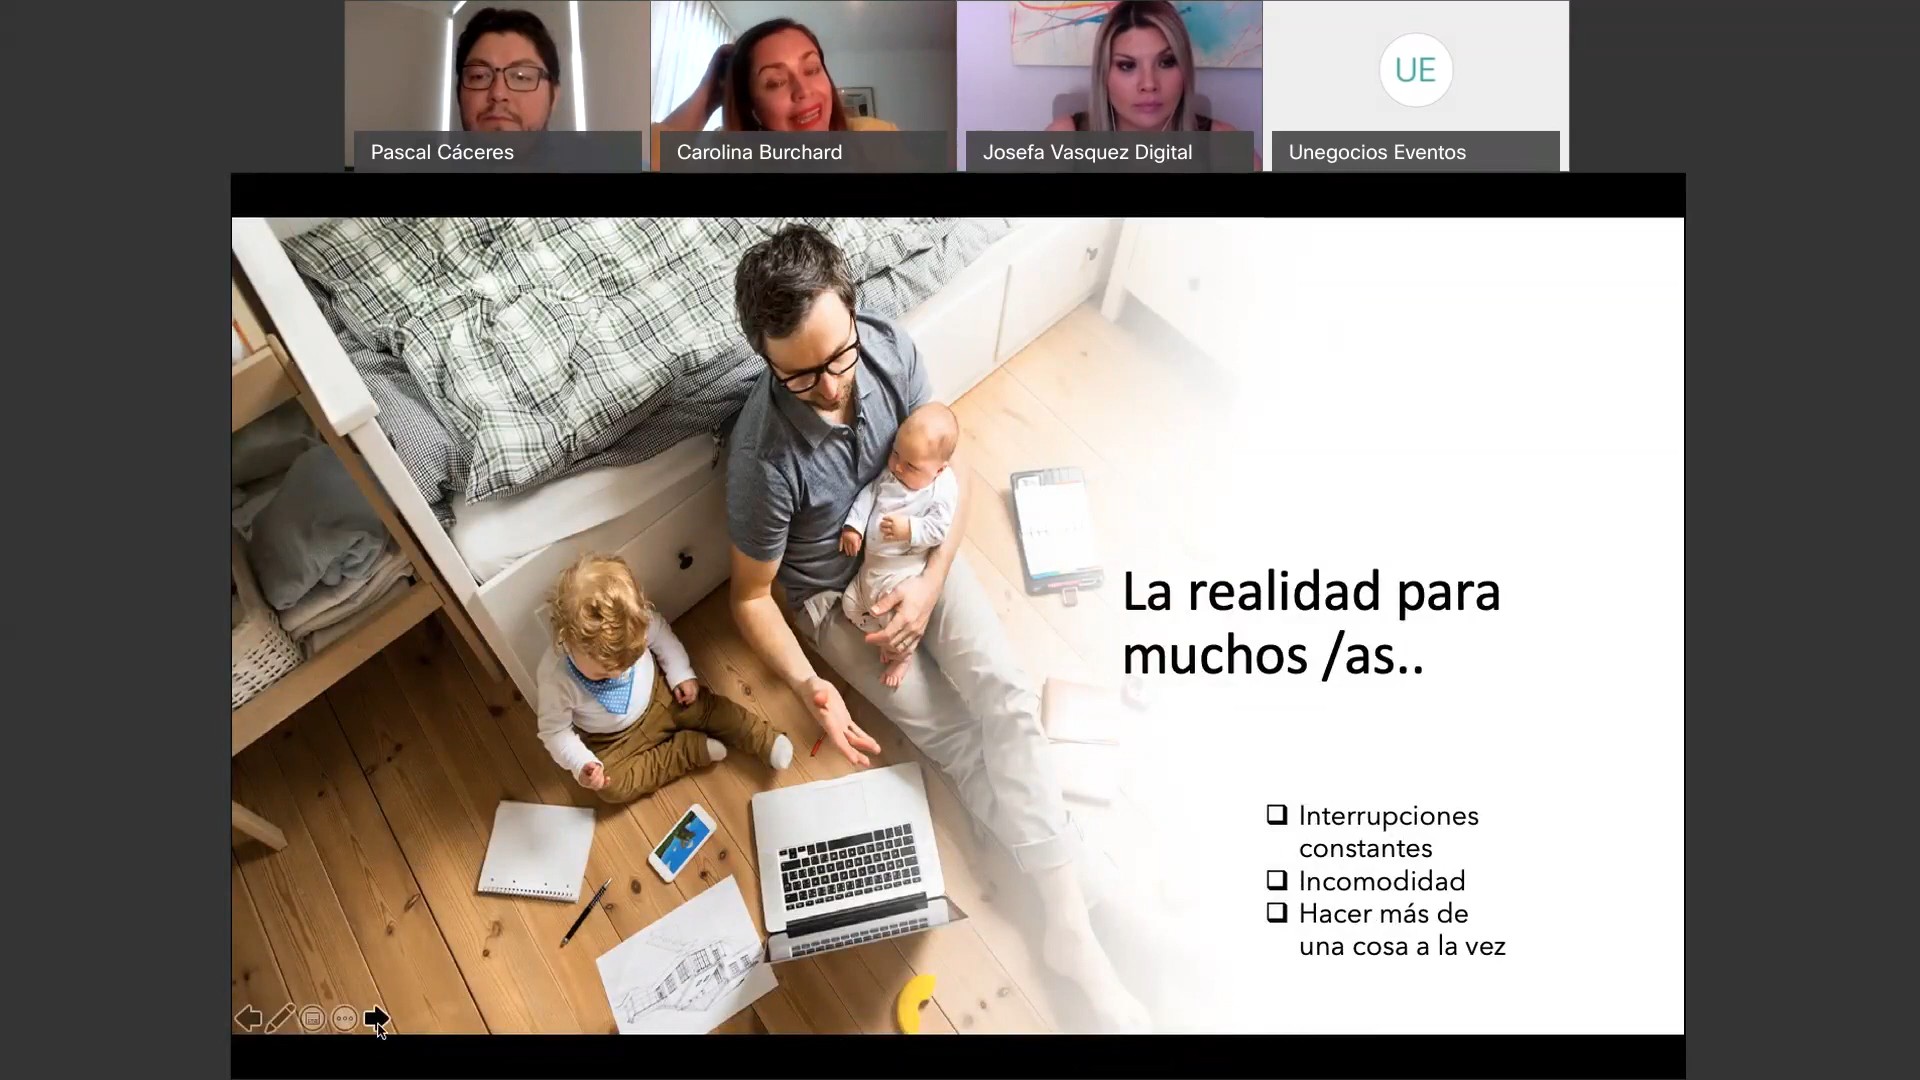 UE
Pascal Cáceres
Carolina Burchard
Josefa Vasquez Digital
Unegocios Eventos
La realidad para
muchos /as..
Interrupciones
constantes
Incomodidad
Hacer más de
una cosa a la vez